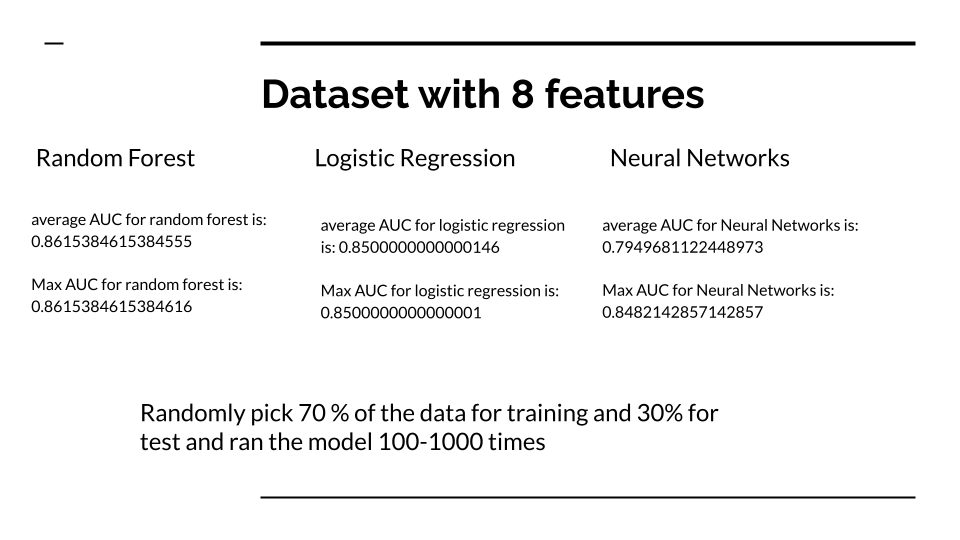 Dataset with 8 features
Random Forest
average AUC for random forest is:
0.8615384615384555
Max AUC for random forest is:
0.8615384615384616
Logistic Regression
average AUC for logistic regression
is: 0.8500000000000146
Max AUC for logistic regression is:
0.8500000000000001
Neural Networks
average AUC for Neural Networks is:
0.7949681122448973
Max AUC for Neural Networks is:
0.8482142857142857
Randomly pick 70 % of the data for training and 30% for
test and ran the model 100-1000 times